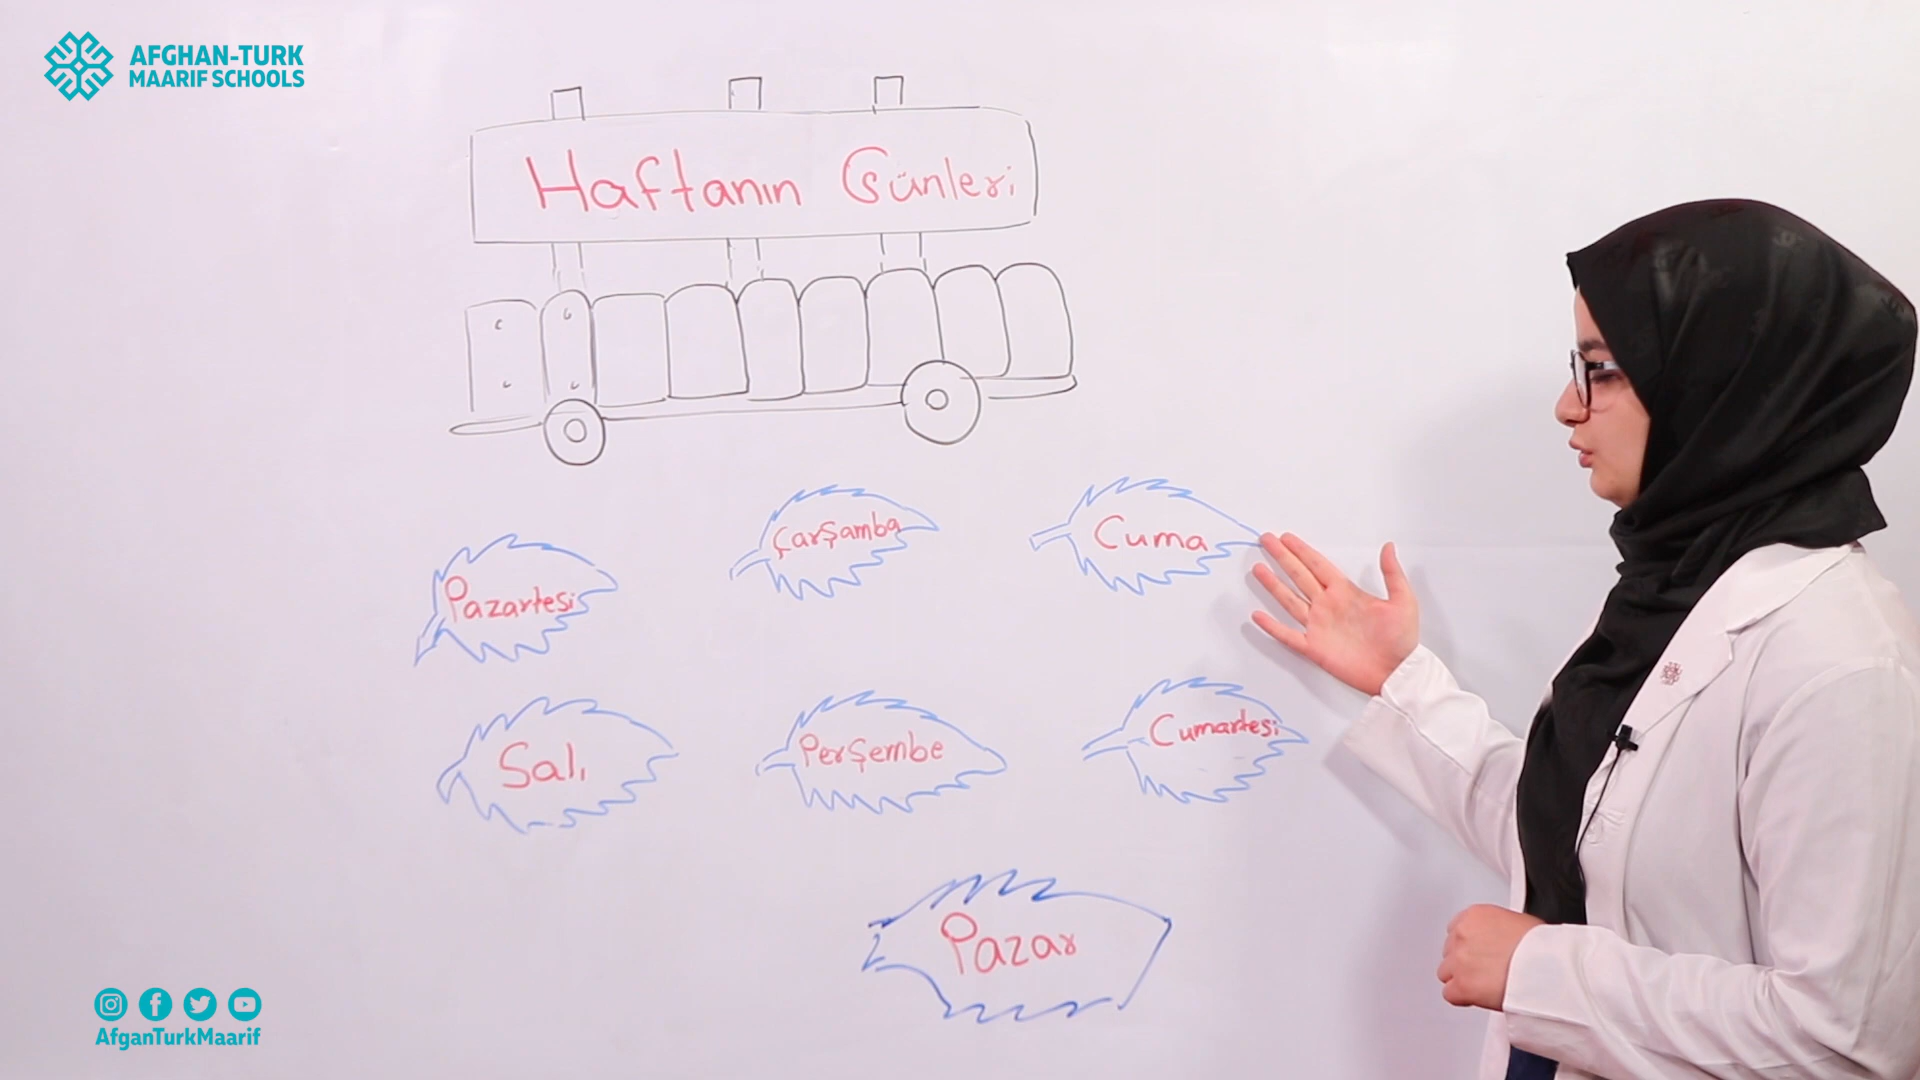 AFGHAN-TURK
MAARIF SCHOOLS
Haftanın Günleri
Pazartesi
Çarşamba
Cuma
Salı
Perşembe
Cumartesi
Pazar
AfganTurkMaarif